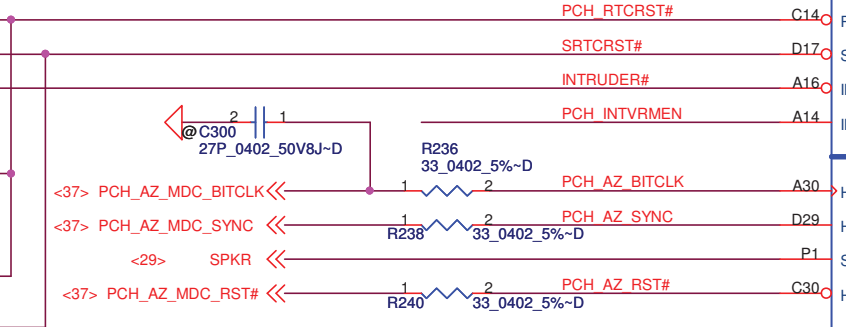 PCH_RTCRST# C14
SRTCRST# D17
INTRUDER# A16
PCH_INTVRMEN A14
2 1
@ C300
27P_0402_50V8J~D
R236
33_0402_5%~D
<37> PCH_AZ_MDC_BITCLK 1 2 PCH_AZ_BITCLK A30
<37> PCH_AZ_MDC_SYNC 1 2 PCH_AZ_SYNC D29
R238 33_0402_5%~D
<29> SPKR P1
<37> PCH_AZ_MDC_RST# 1 2 PCH_AZ_RST# C30
R240 33_0402_5%~D